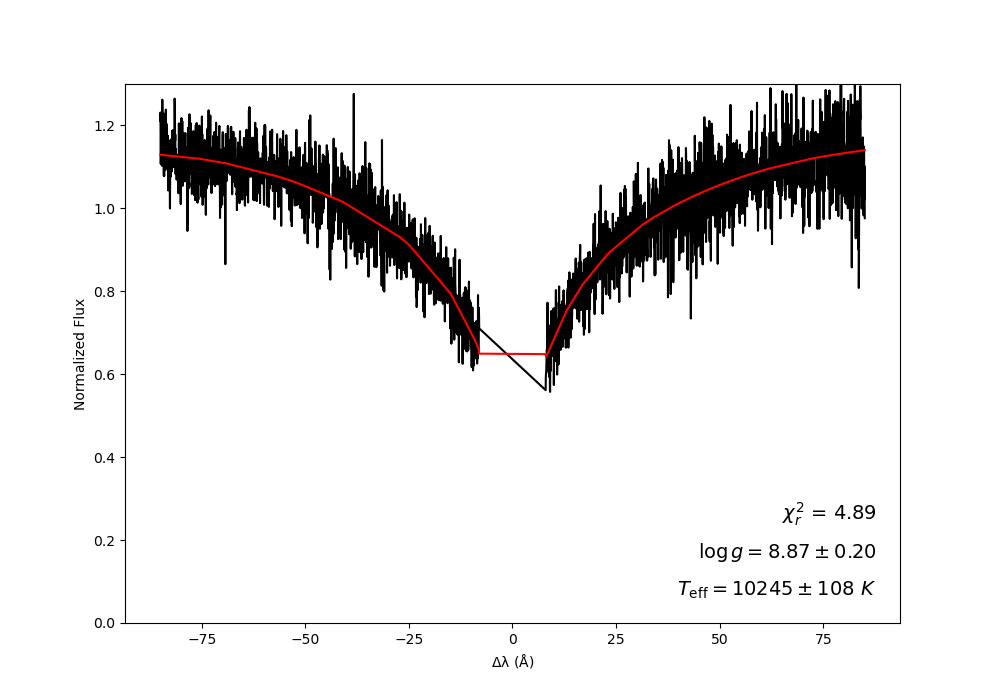 1.2
1.0
0.8
0.6
0.4
0.2
0.0
Normalized Flux
χ²ᵣ = 4.89
log g = 8.87 ± 0.20
T_eff = 10245 ± 108 K
−75 −50 −25 0 25 50 75
Δλ (Å)